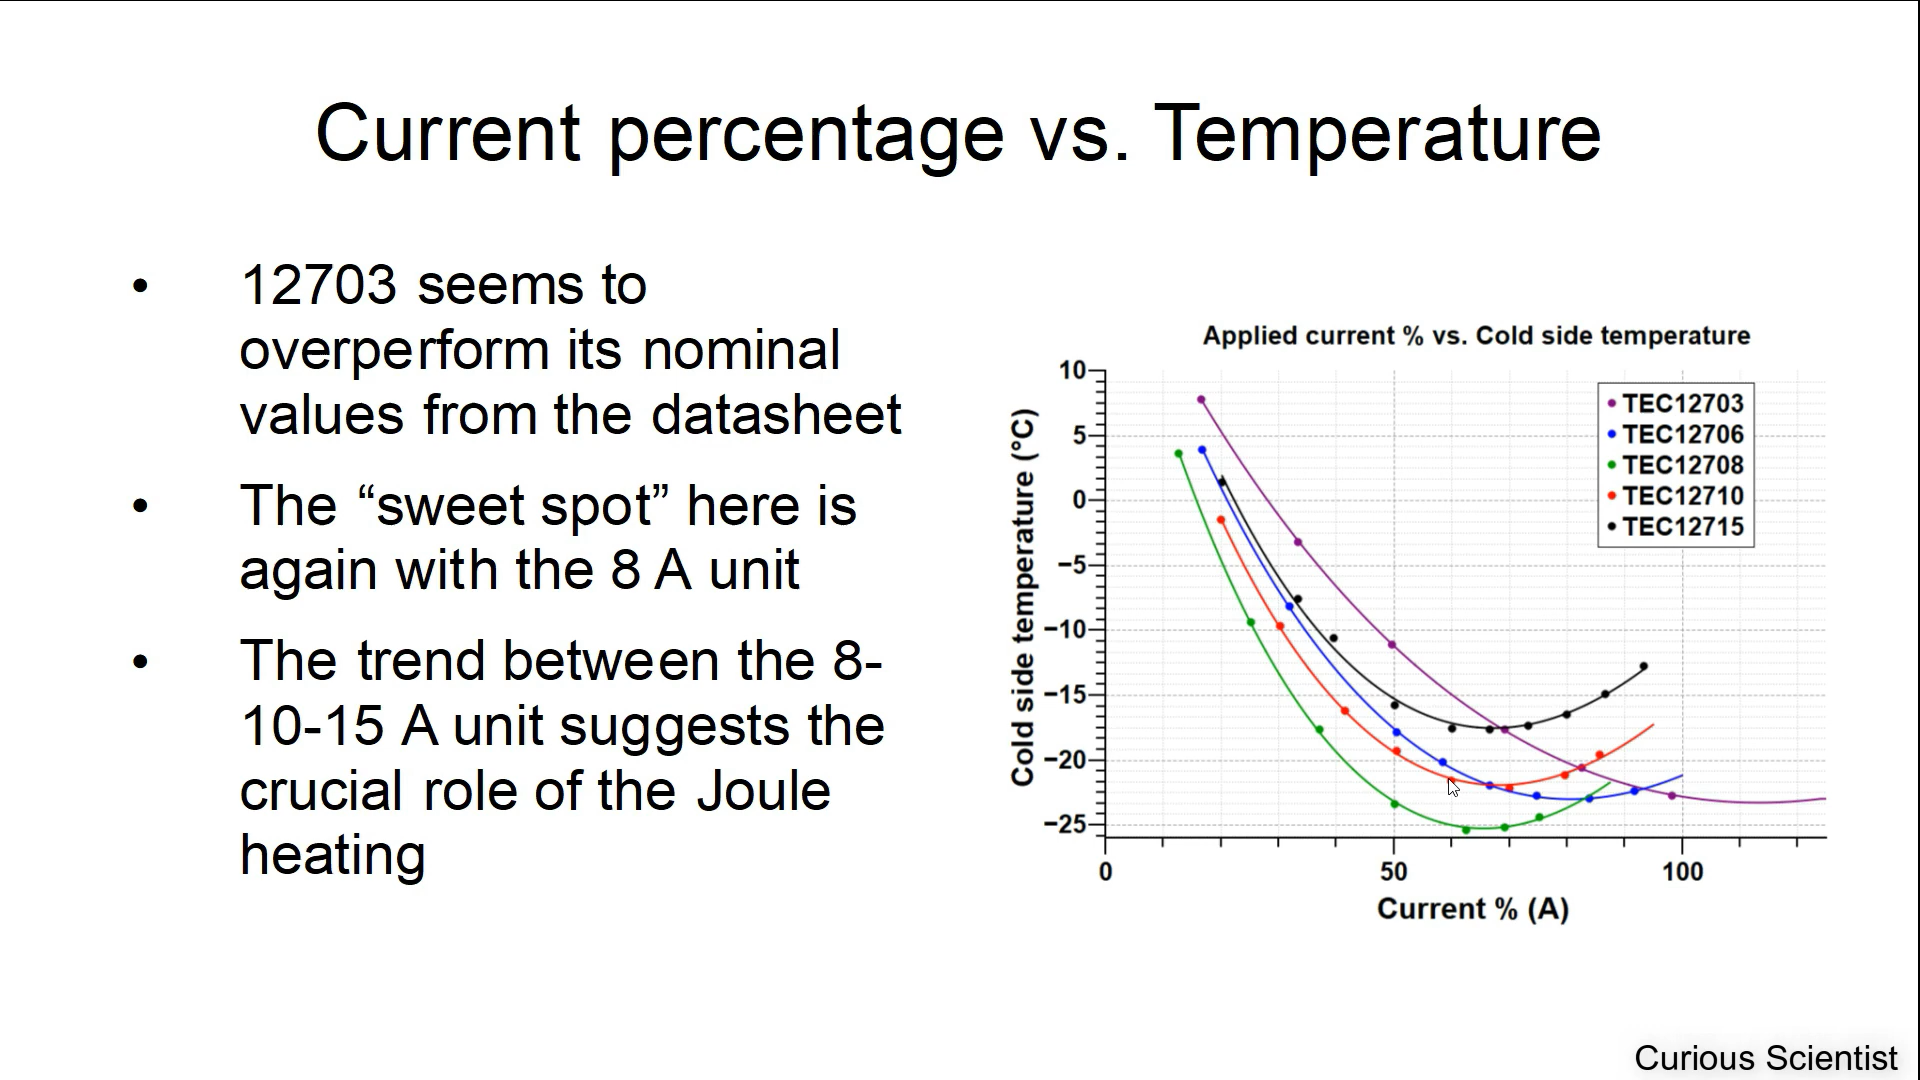 Current percentage vs. Temperature
• 12703 seems to
overperform its nominal
values from the datasheet
• The “sweet spot” here is
again with the 8 A unit
• The trend between the 8-
10-15 A unit suggests the
crucial role of the Joule
heating
Applied current % vs. Cold side temperature
Cold side temperature (°C)
10
5
0
−5
−10
−15
−20
−25
TEC12703
TEC12706
TEC12708
TEC12710
TEC12715
0 50 100
Current % (A)
Curious Scientist